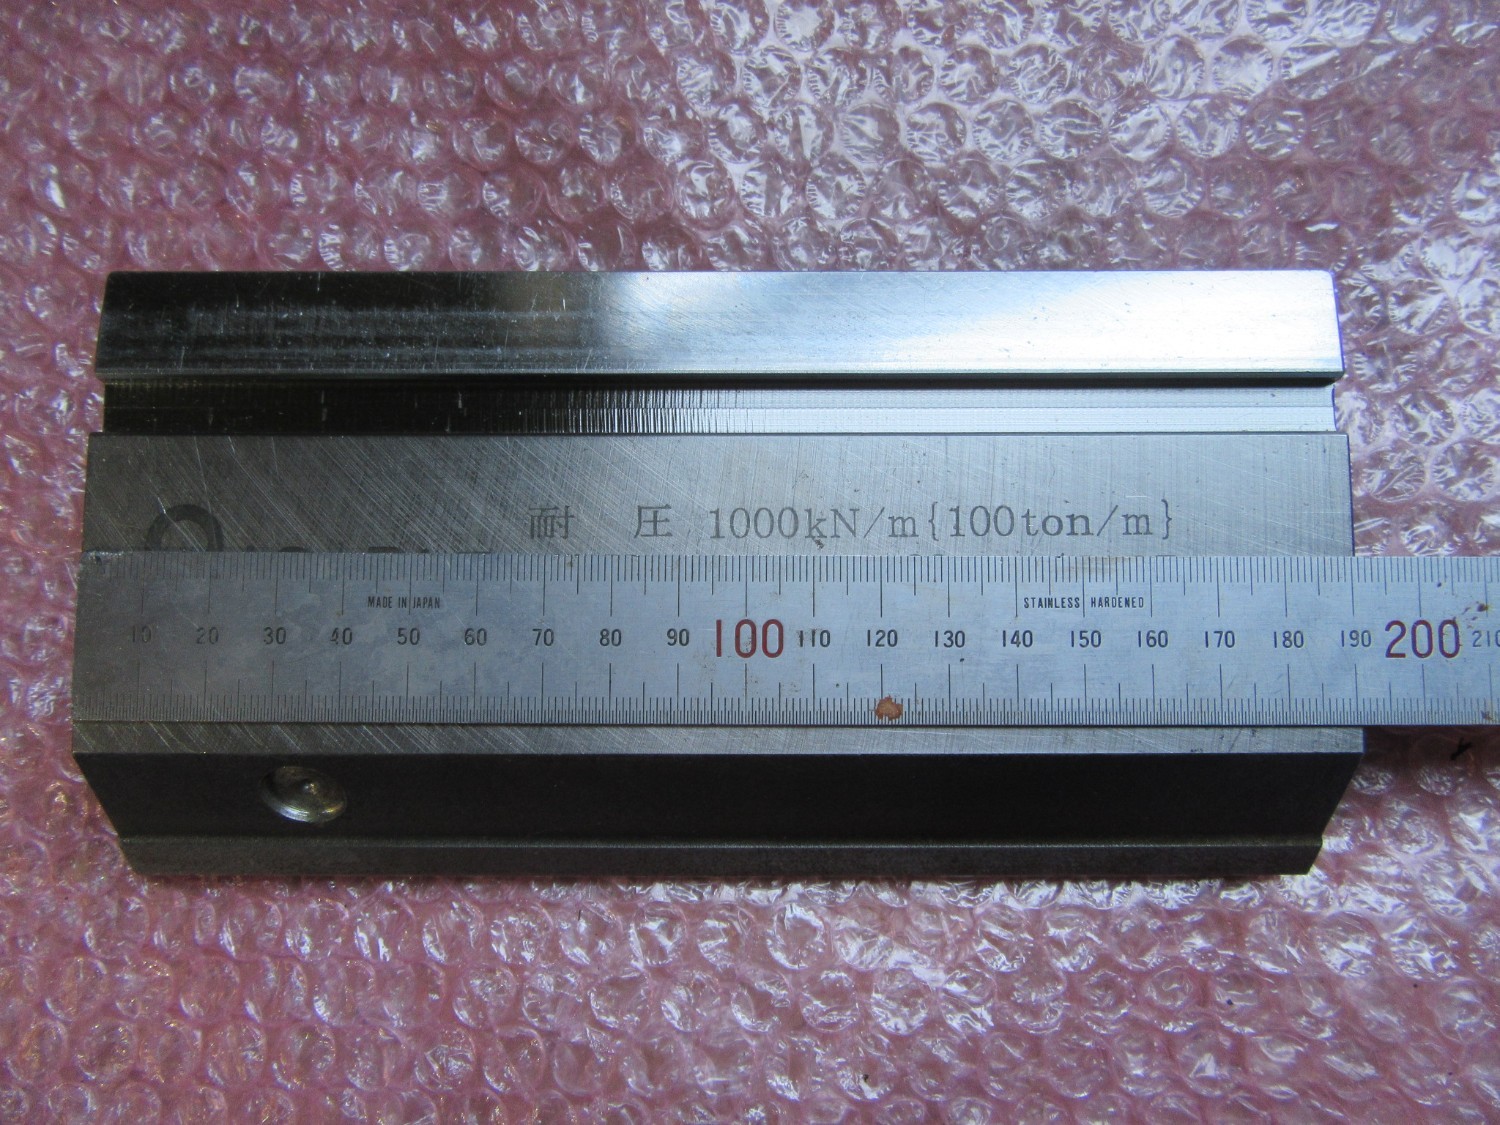 耐 圧 1000kN/m{100ton/m}
MADE IN JAPAN STAINLESS HARDENED
10 20 30 40 50 60 70 80 90 100 110 120 130 140 150 160 170 180 190 200 210